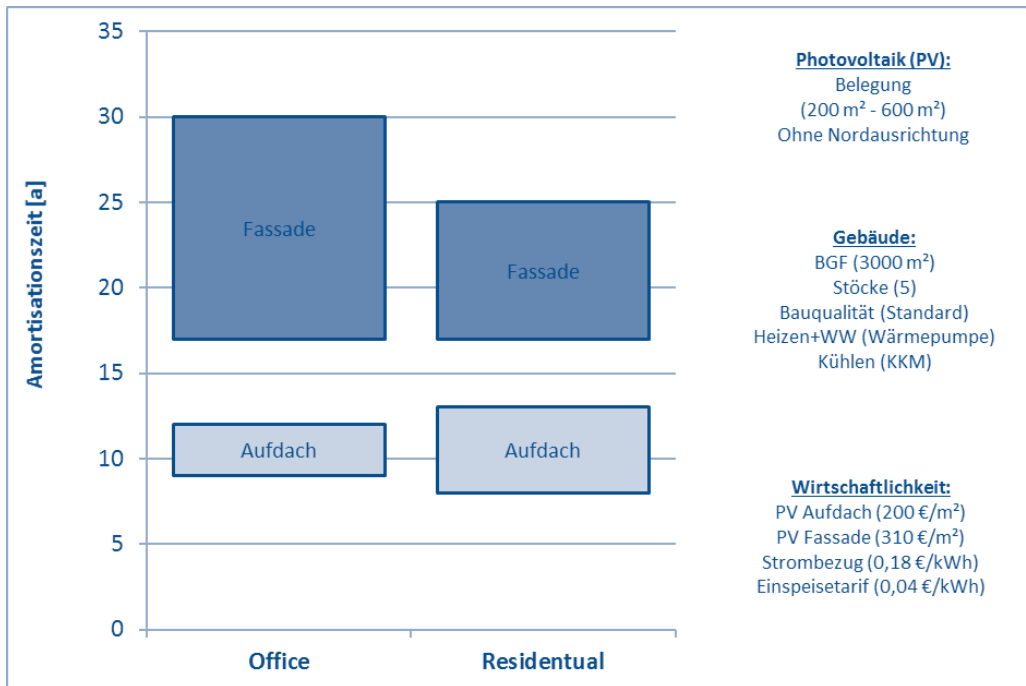 Amortisationszeit [a]
35
30
25
20
15
10
5
0
Fassade
Fassade
Aufdach
Aufdach
Office
Residentual
Photovoltaik (PV):
Belegung
(200 m² - 600 m²)
Ohne Nordausrichtung
Gebäude:
BGF (3000 m²)
Stöcke (5)
Bauqualität (Standard)
Heizen+WW (Wärmepumpe)
Kühlen (KKM)
Wirtschaftlichkeit:
PV Aufdach (200 €/m²)
PV Fassade (310 €/m²)
Strombezug (0,18 €/kWh)
Einspeisetarif (0,04 €/kWh)